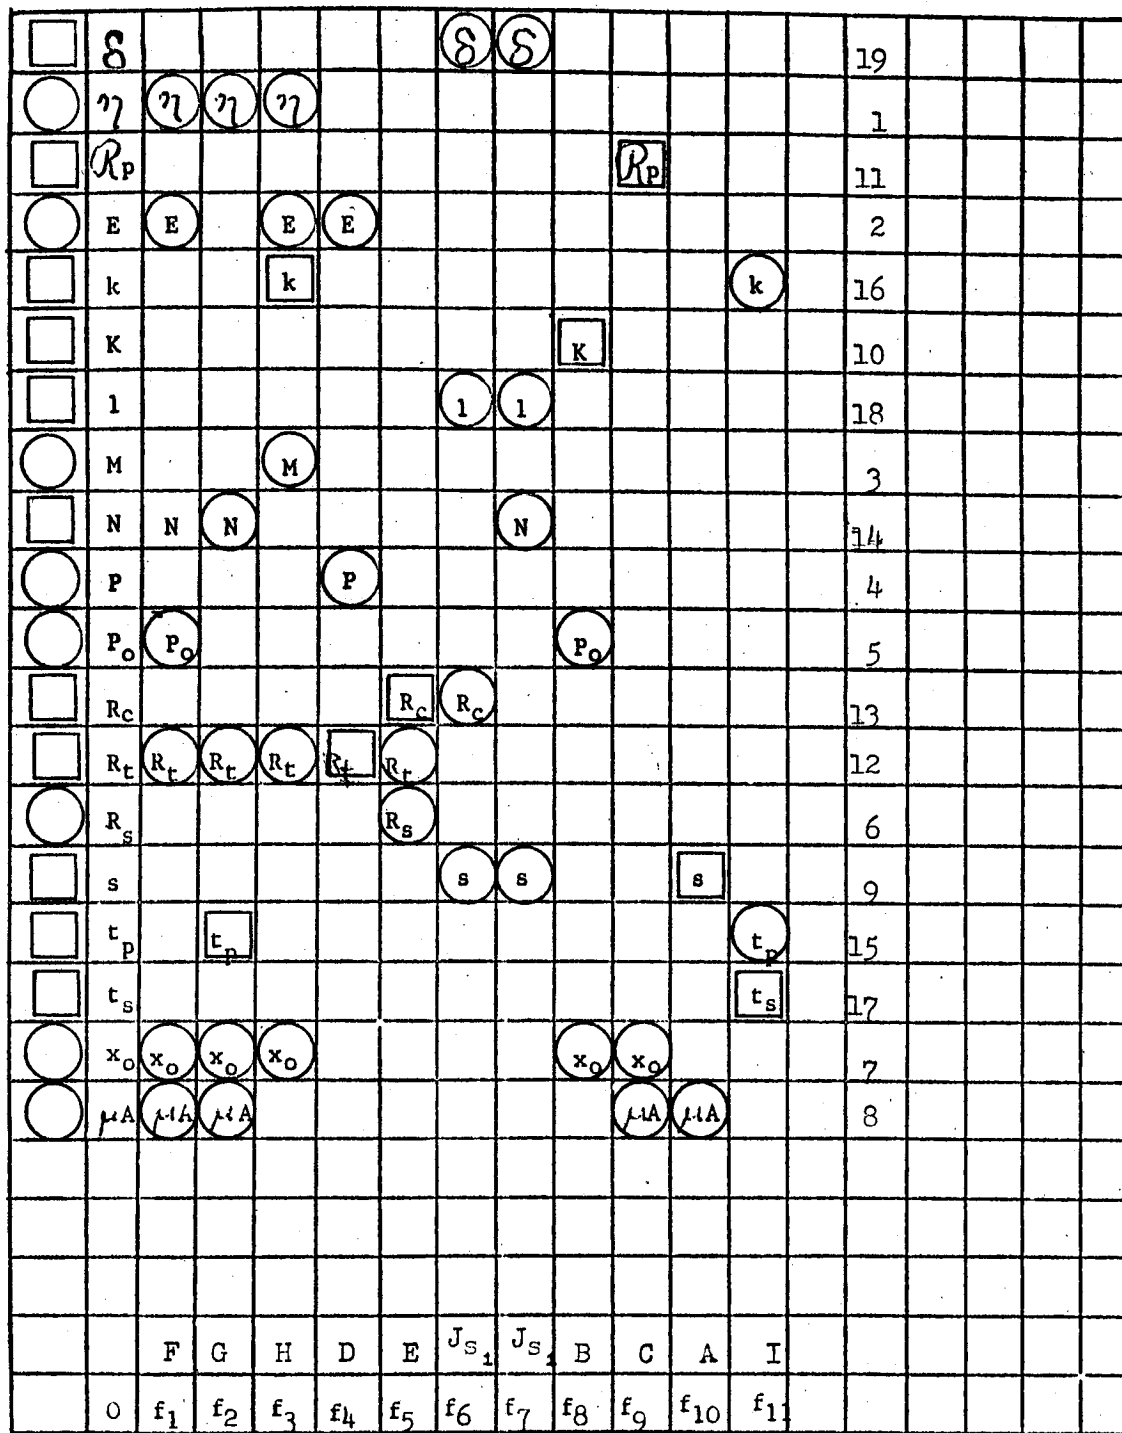 δ δ δ 19
η η η η 1
Rp Rp 11
E E E E 2
k k k 16
K K 10
l l l 18
M M 3
N N N N 14
P P 4
Po Po Po 5
Rc Rc Rc 13
Rt Rt Rt Rt Rt Rt 12
Rs Rs 6
s s s s 9
tp tp tp 15
ts ts 17
xo xo xo xo xo xo 7
μA μA μA μA μA 8
F G H D E Js1 Js1 B C A I
0 f1 f2 f3 f4 f5 f6 f7 f8 f9 f10 f11